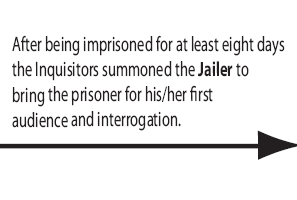 After being imprisoned for at least eight days
the Inquisitors summoned the Jailer to
bring the prisoner for his/her first
audience and interrogation.